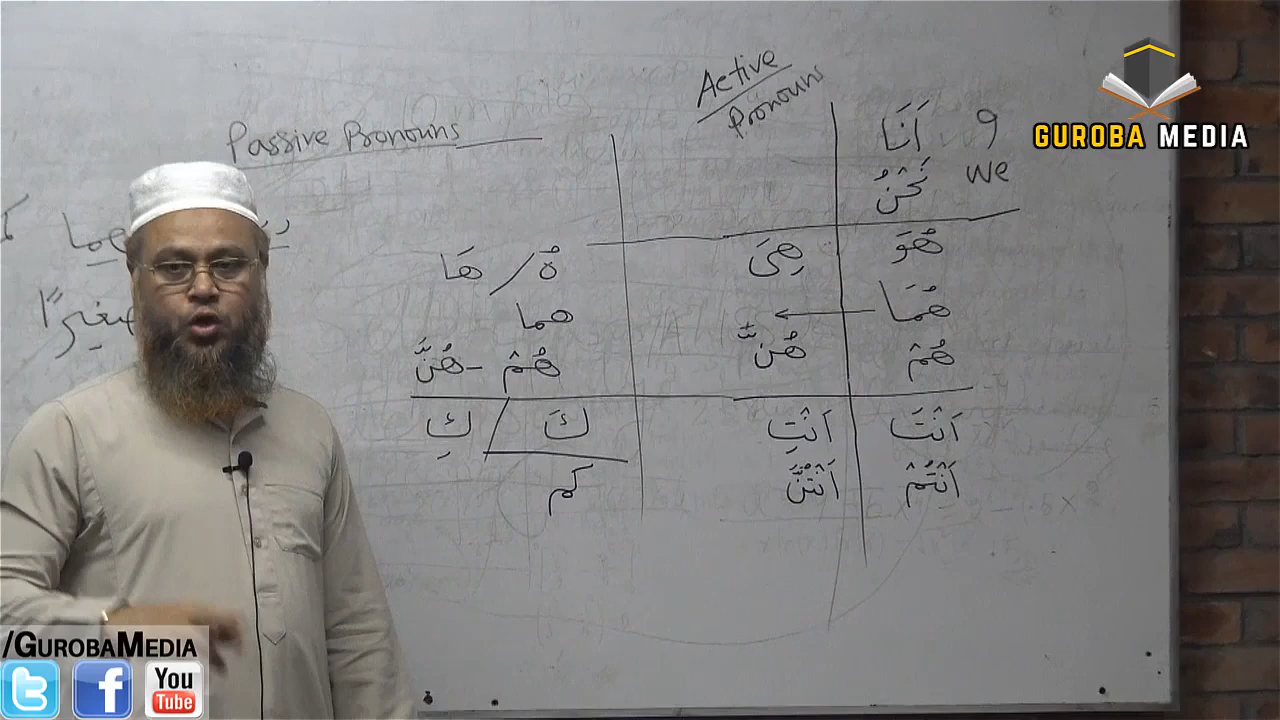 GUROBA MEDIA
Active
Pronouns
Passive Pronouns
اَنَا و
نَحْنُ we
هُوَ هِىَ
هُمَا
هُمْ هُنَّ
اَنْتَ اَنْتِ
اَنْتُمْ اَنْتُنَّ
هُ / هَا
هما
هُمْ - هُنَّ
كَ / كِ
كم
/GUROBAMEDIA
You
Tube